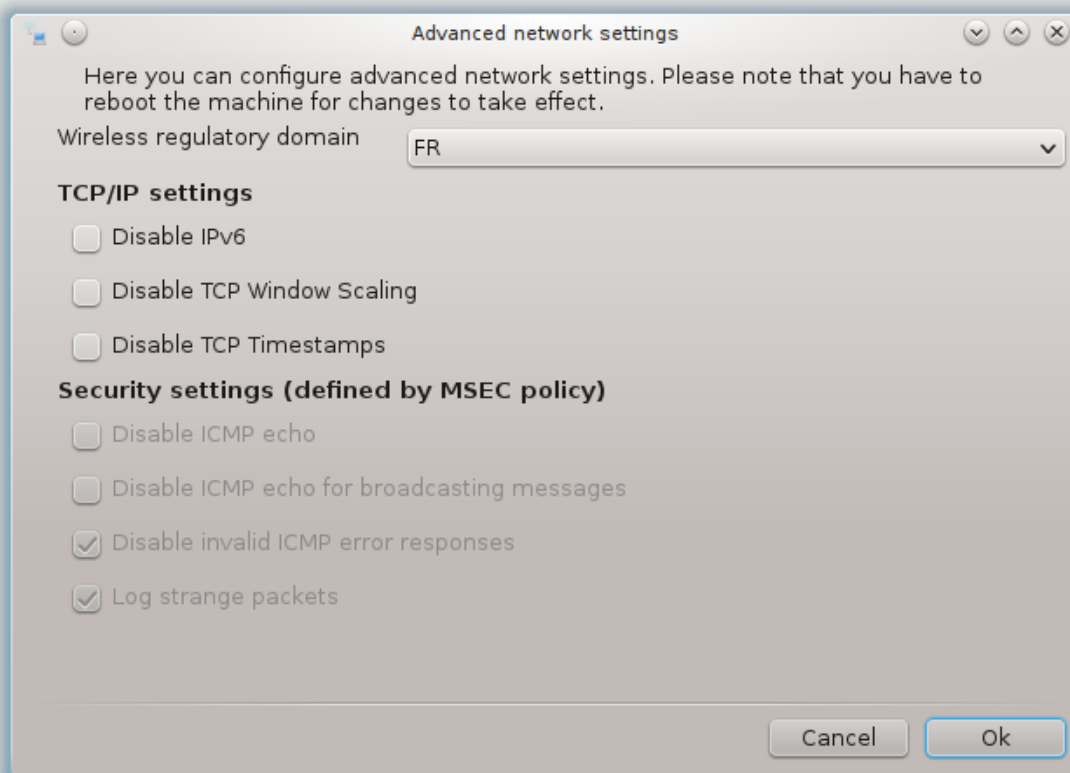 Advanced network settings
Here you can configure advanced network settings. Please note that you have to
reboot the machine for changes to take effect.
Wireless regulatory domain
FR
TCP/IP settings
Disable IPv6
Disable TCP Window Scaling
Disable TCP Timestamps
Security settings (defined by MSEC policy)
Disable ICMP echo
Disable ICMP echo for broadcasting messages
Disable invalid ICMP error responses
Log strange packets
Cancel
Ok